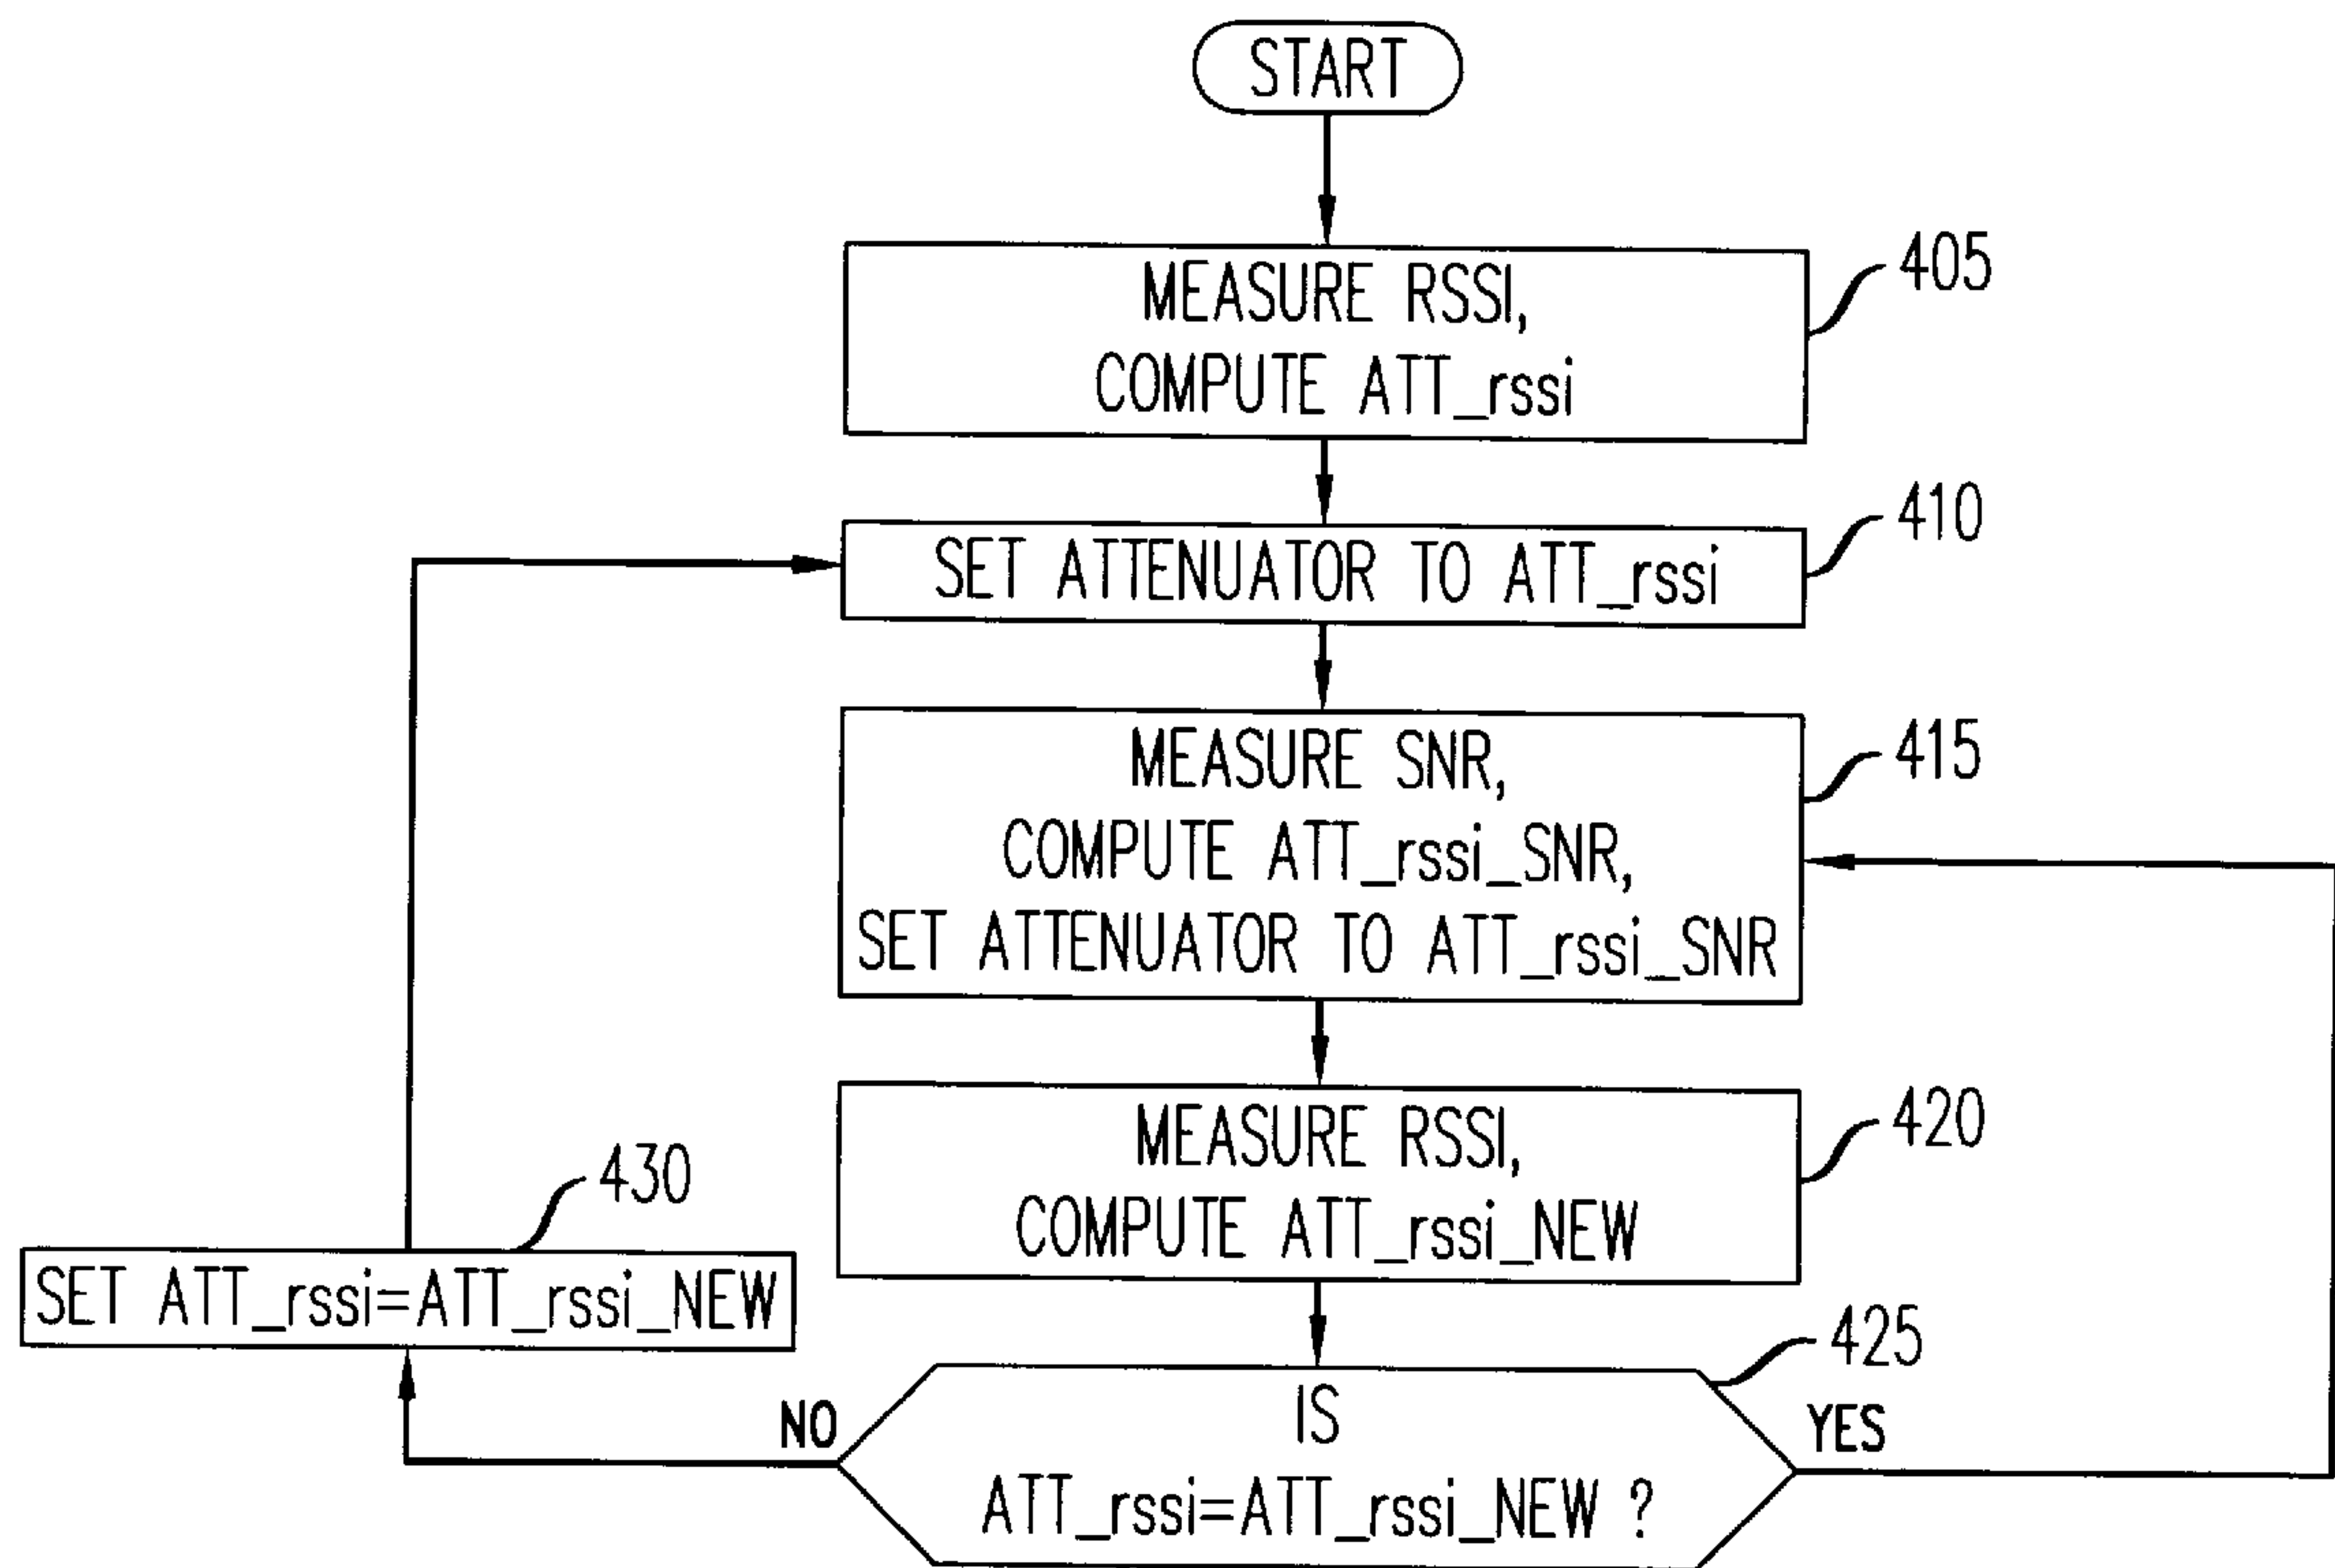 START
MEASURE RSSI,
COMPUTE ATT_rssi
405
SET ATTENUATOR TO ATT_rssi
410
MEASURE SNR,
COMPUTE ATT_rssi_SNR,
SET ATTENUATOR TO ATT_rssi_SNR
415
MEASURE RSSI,
COMPUTE ATT_rssi_NEW
420
430
SET ATT_rssi=ATT_rssi_NEW
425
NO
IS
ATT_rssi=ATT_rssi_NEW ?
YES